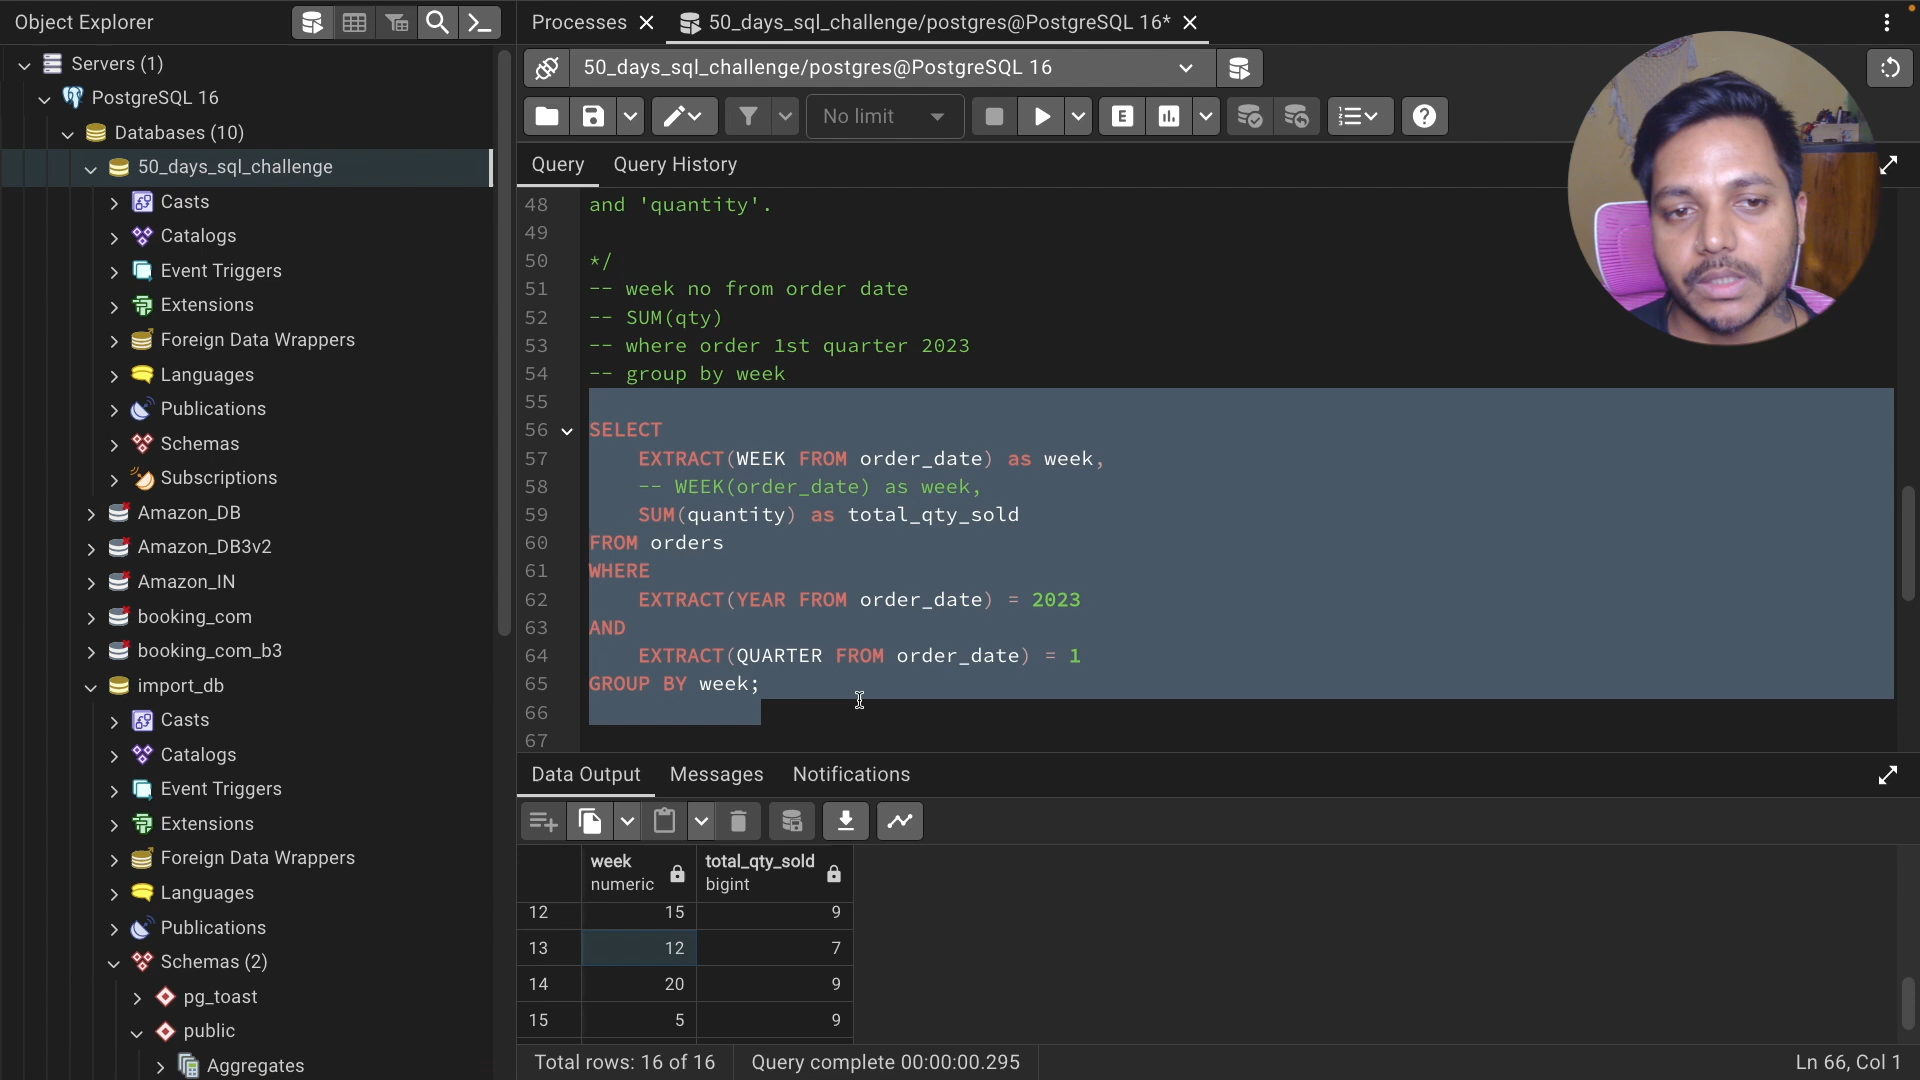 Object Explorer
Servers (1)
PostgreSQL 16
Databases (10)
50_days_sql_challenge
Casts
Catalogs
Event Triggers
Extensions
Foreign Data Wrappers
Languages
Publications
Schemas
Subscriptions
Amazon_DB
Amazon_DB3v2
Amazon_IN
booking_com
booking_com_b3
import_db
Casts
Catalogs
Event Triggers
Extensions
Foreign Data Wrappers
Languages
Publications
Schemas (2)
pg_toast
public
Aggregates
Processes
50_days_sql_challenge/postgres@PostgreSQL 16*
50_days_sql_challenge/postgres@PostgreSQL 16
No limit
E
Query Query History
48 and 'quantity'.
49
50 */
51 -- week no from order date
52 -- SUM(qty)
53 -- where order 1st quarter 2023
54 -- group by week
55
56 SELECT
57 EXTRACT(WEEK FROM order_date) as week,
58 -- WEEK(order_date) as week,
59 SUM(quantity) as total_qty_sold
60 FROM orders
61 WHERE
62 EXTRACT(YEAR FROM order_date) = 2023
63 AND
64 EXTRACT(QUARTER FROM order_date) = 1
65 GROUP BY week;
66
67
Data Output Messages Notifications
week total_qty_sold
numeric bigint
12 15 9
13 12 7
14 20 9
15 5 9
Total rows: 16 of 16 Query complete 00:00:00.295 Ln 66, Col 1